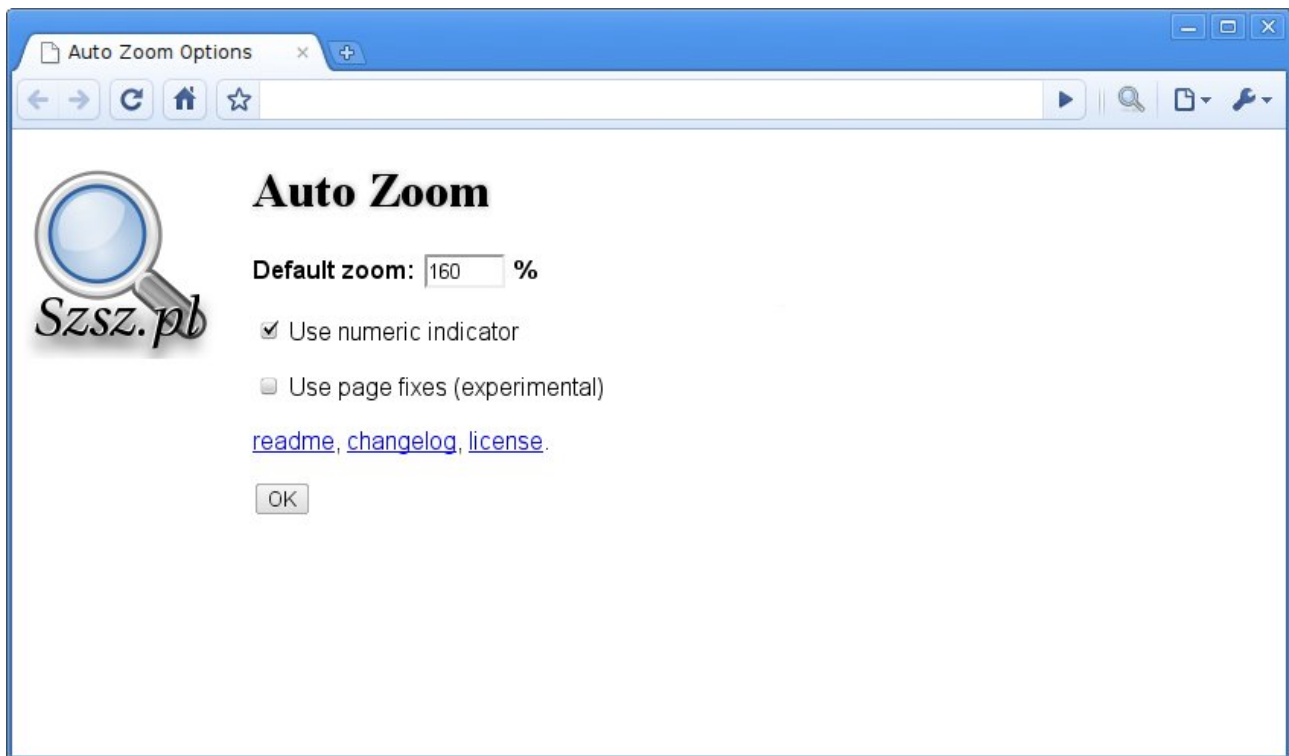 Auto Zoom Options
Auto Zoom
Default zoom: 160 %
Szsz.pl
Use numeric indicator
Use page fixes (experimental)
readme, changelog, license.
OK